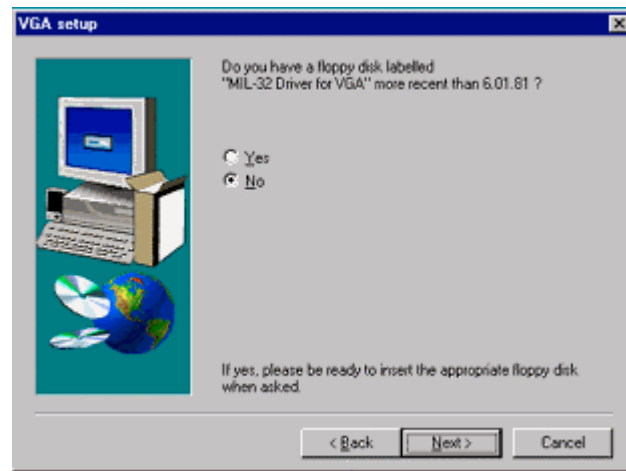 VGA setup
Do you have a floppy disk labelled
"MIL-32 Driver for VGA" more recent than 6.01.81 ?
Yes
No
If yes, please be ready to insert the appropriate floppy disk
when asked.
< Back
Next >
Cancel